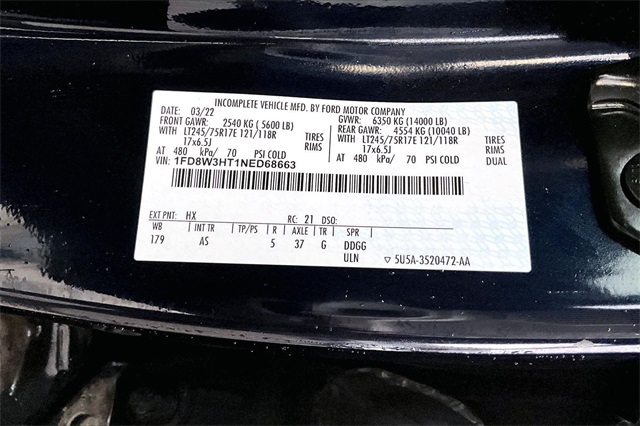 INCOMPLETE VEHICLE MFD. BY FORD MOTOR COMPANY
DATE: 03/22 GVWR: 6350 KG (14000 LB)
FRONT GAWR: 2540 KG ( 5600 LB) REAR GAWR: 4554 KG (10040 LB)
WITH LT245/75R17E 121/118R TIRES WITH LT245/75R17E 121/118R TIRES
17x6.5J RIMS 17x6.5J RIMS
AT 480 kPa/ 70 PSI COLD AT 480 kPa/ 70 PSI COLD DUAL
VIN: 1FD8W3HT1NED68663
EXT PNT: HX RC: 21 DSO:
WB INT TR TP/PS R AXLE TR SPR
179 AS 5 37 G DDGG
ULN ▽ 5U5A-3520472-AA